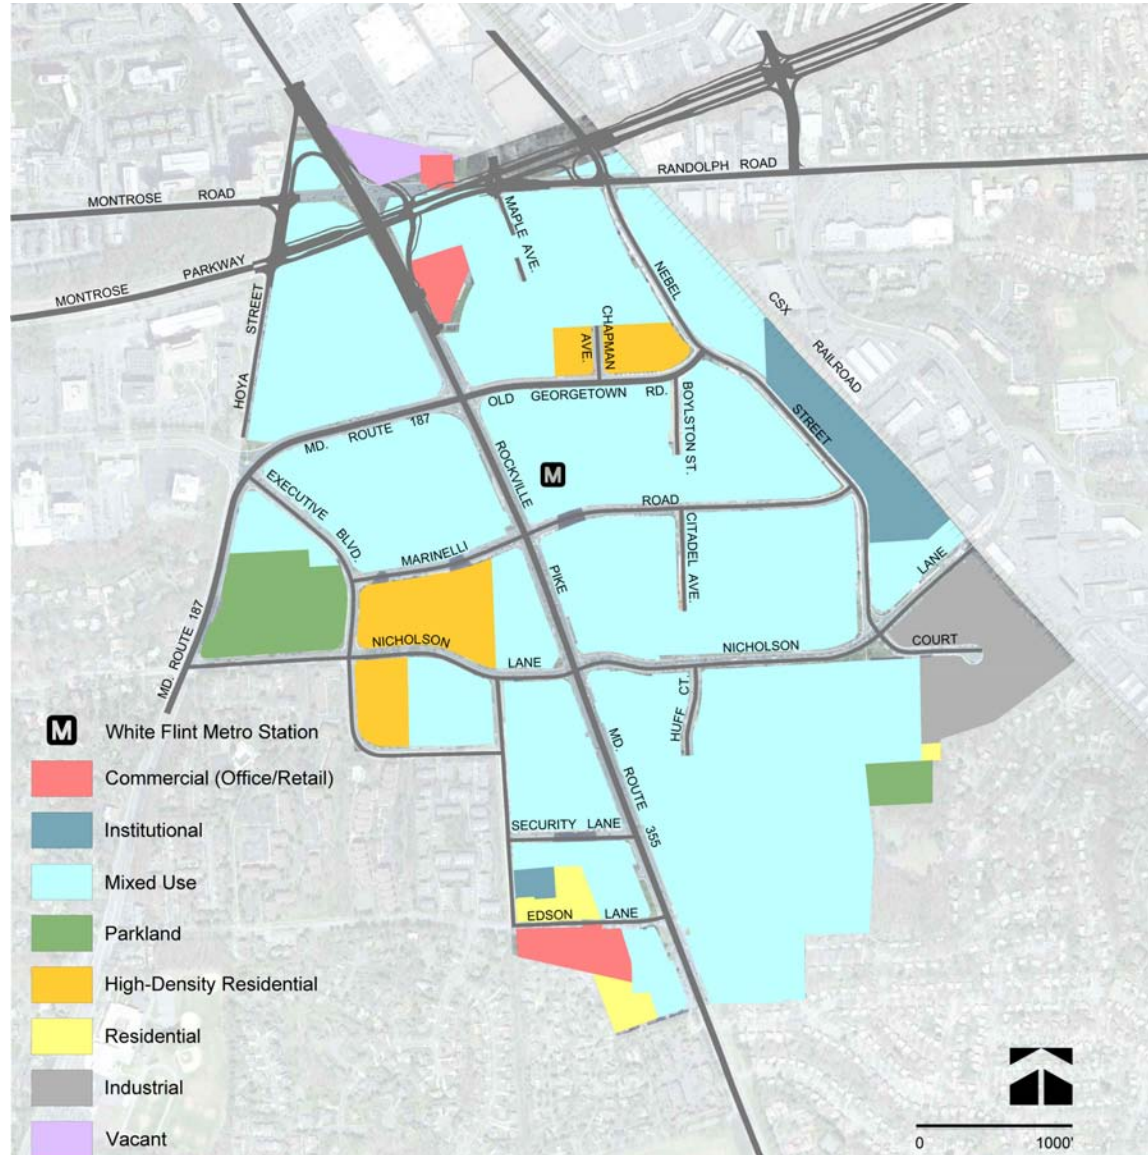 RANDOLPH ROAD
MONTROSE ROAD
MAPLE AVE.
PARKWAY
MONTROSE
NEBEL
CSX
RAILROAD
STREET
HOYA
CHAPMAN
AVE.
OLD GEORGETOWN RD.
BOYLSTON ST.
STREET
MD. ROUTE 187
ROCKVILLE
M
EXECUTIVE
BLVD.
ROAD
MARINELLI
CITADEL AVE.
PIKE
LANE
MD. ROUTE 187
NICHOLSON
LANE
NICHOLSON
COURT
HUFF CT.
MD. ROUTE 355
SECURITY LANE
EDSON LANE
M White Flint Metro Station
Commercial (Office/Retail)
Institutional
Mixed Use
Parkland
High-Density Residential
Residential
Industrial
Vacant
0 1000'